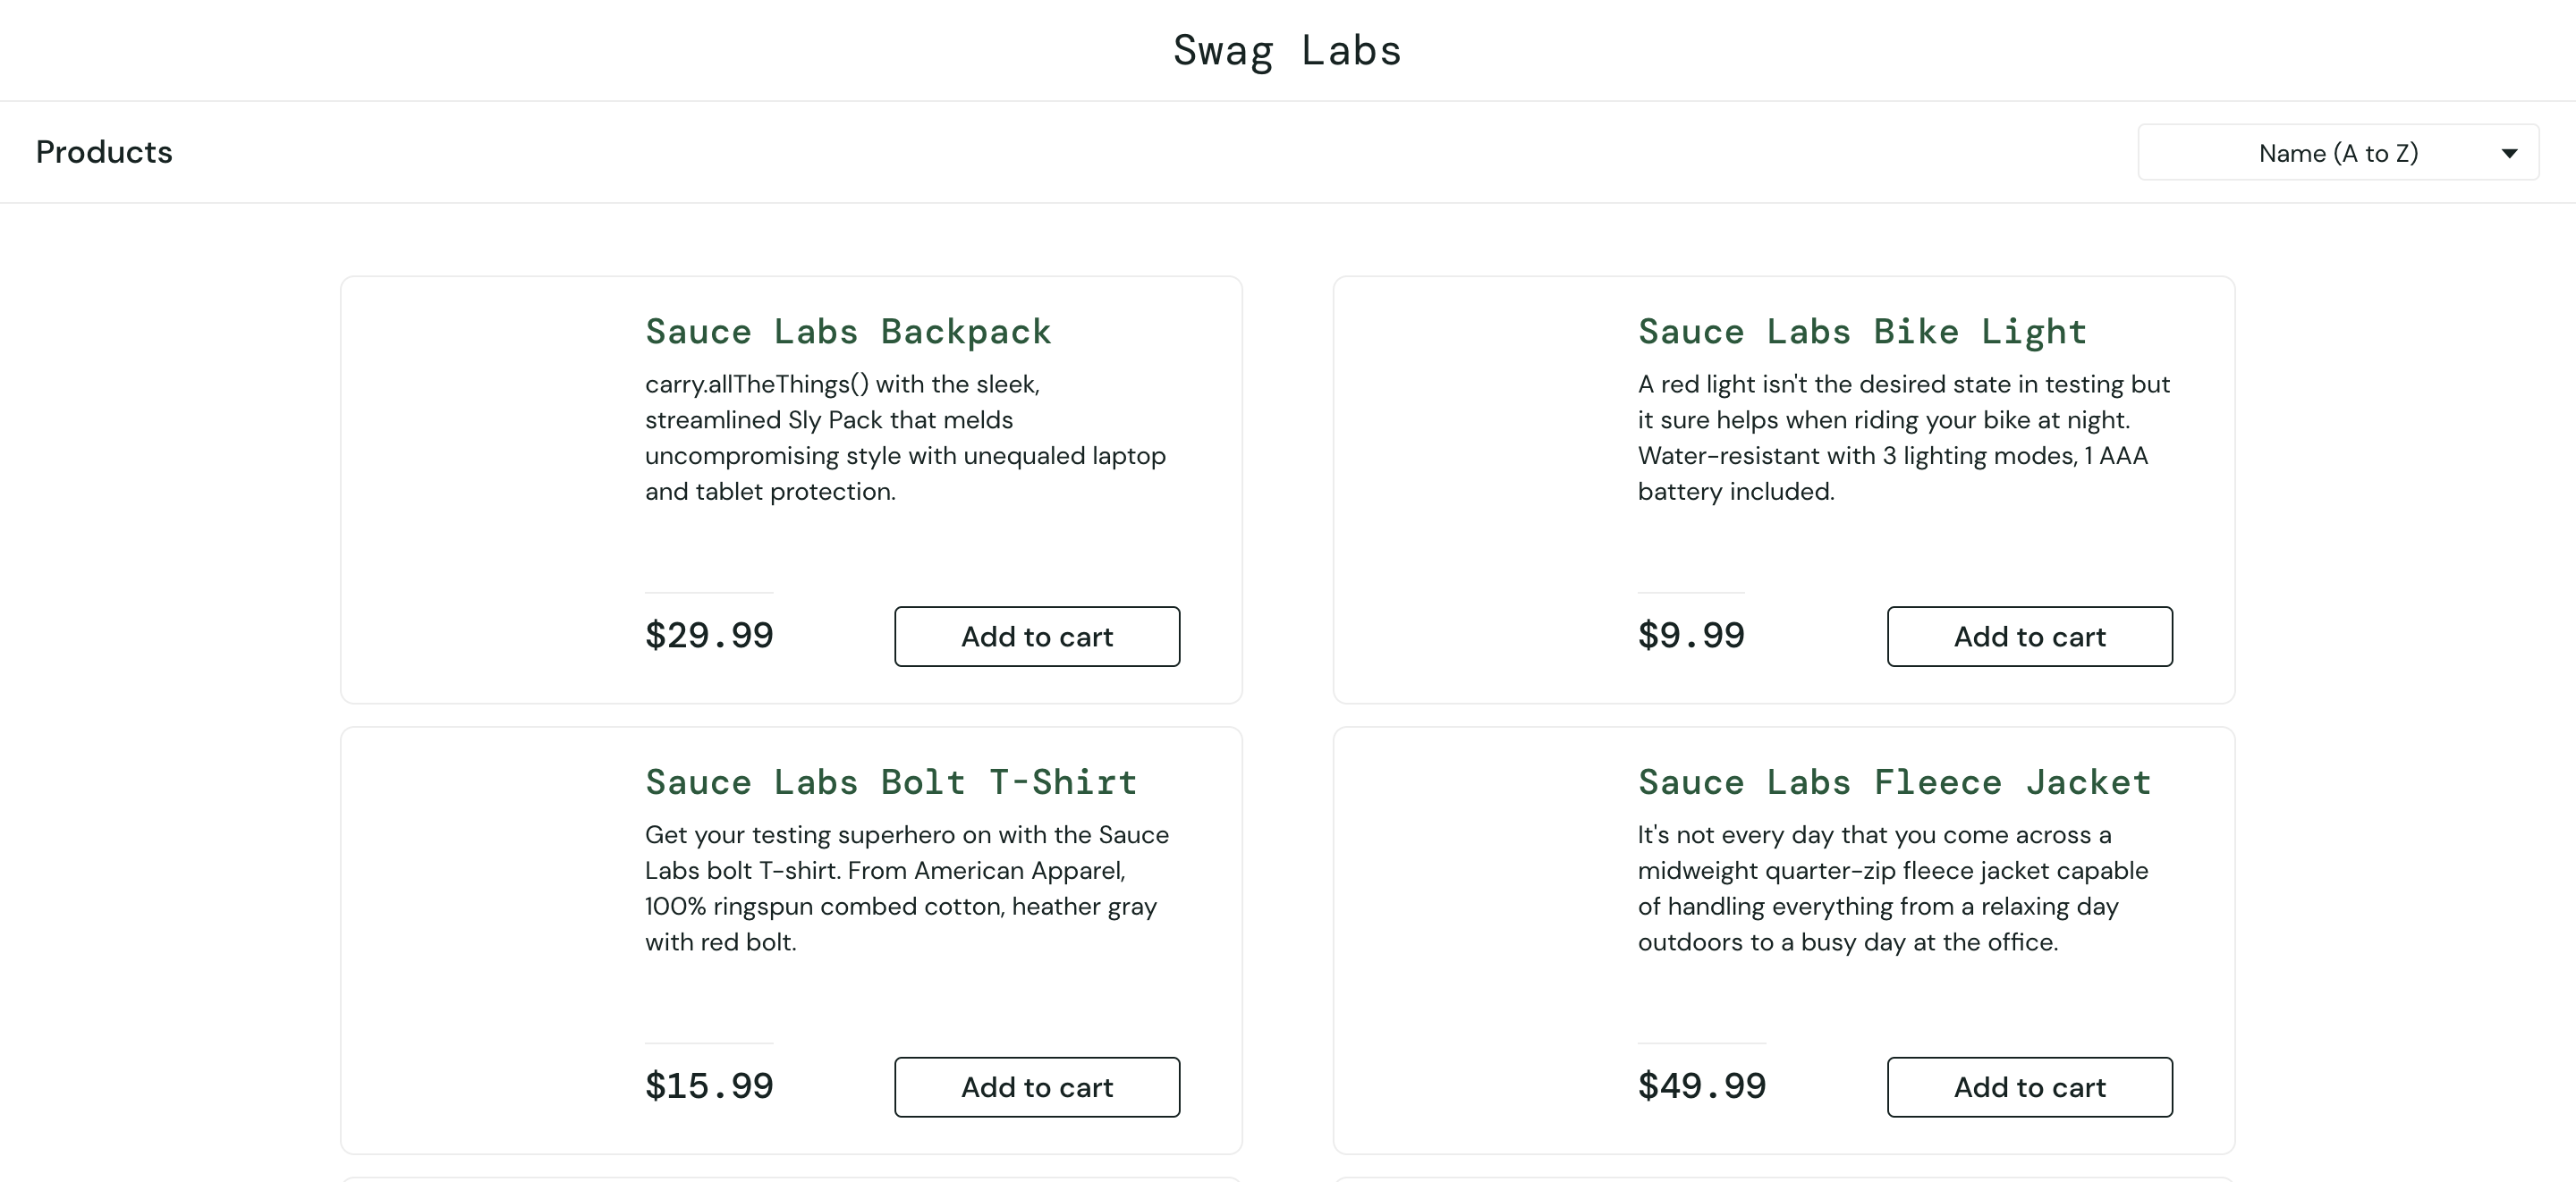 Swag Labs
Products
Name (A to Z)
Sauce Labs Backpack
carry.allTheThings() with the sleek,
streamlined Sly Pack that melds
uncompromising style with unequaled laptop
and tablet protection.
$29.99
Add to cart
Sauce Labs Bike Light
A red light isn't the desired state in testing but
it sure helps when riding your bike at night.
Water-resistant with 3 lighting modes, 1 AAA
battery included.
$9.99
Add to cart
Sauce Labs Bolt T-Shirt
Get your testing superhero on with the Sauce
Labs bolt T-shirt. From American Apparel,
100% ringspun combed cotton, heather gray
with red bolt.
$15.99
Add to cart
Sauce Labs Fleece Jacket
It's not every day that you come across a
midweight quarter-zip fleece jacket capable
of handling everything from a relaxing day
outdoors to a busy day at the office.
$49.99
Add to cart